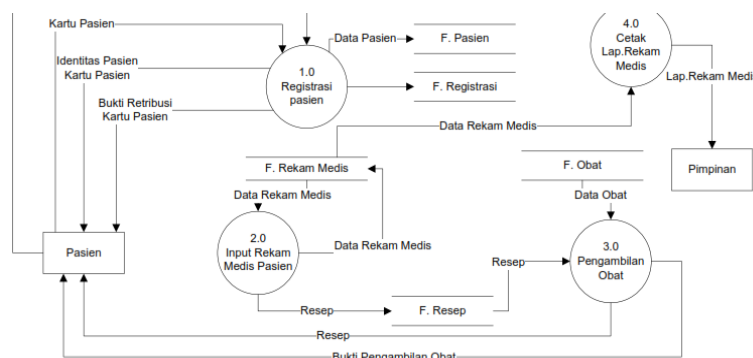 Kartu Pasien
Data Pasien
F. Pasien
4.0
Cetak
Lap.Rekam
Medis
Identitas Pasien
Kartu Pasien
1.0
Registrasi
pasien
F. Registrasi
Lap.Rekam Medi
Bukti Retribusi
Kartu Pasien
Data Rekam Medis
F. Rekam Medis
F. Obat
Pimpinan
Data Rekam Medis
Data Obat
2.0
Input Rekam
Medis Pasien
Data Rekam Medis
3.0
Pengambilan
Obat
Pasien
Resep
Resep
F. Resep
Resep
Bukti Pengambilan Obat